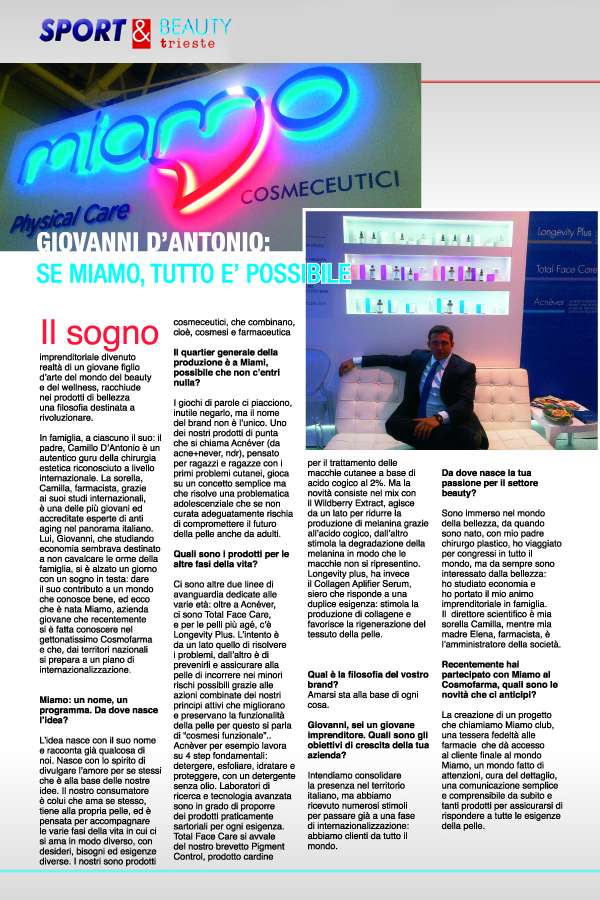 SPORT & BEAUTY
trieste
miamo
COSMECEUTICI
Physical Care
GIOVANNI D'ANTONIO:
SE MIAMO, TUTTO E' POSSIBILE
Longevity Plus
Total Face Care
Acnéver
Il sogno
imprenditoriale divenuto
realtà di un giovane figlio
d'arte del mondo del beauty
e del wellness, racchiude
nei prodotti di bellezza
una filosofia destinata a
rivoluzionare.
In famiglia, a ciascuno il suo: il
padre, Camillo D'Antonio è un
autentico guru della chirurgia
estetica riconosciuto a livello
internazionale. La sorella,
Camilla, farmacista, grazie
ai suoi studi internazionali,
è una delle più giovani ed
accreditate esperte di anti
aging nel panorama italiano.
Lui, Giovanni, che studiando
economia sembrava destinato
a non cavalcare le orme della
famiglia, si è alzato un giorno
con un sogno in testa: dare
il suo contributo a un mondo
che conosce bene, ed ecco
che è nata Miamo, azienda
giovane che recentemente
si è fatta conoscere nel
gettonatissimo Cosmofarma
e che, dai territori nazionali
si prepara a un piano di
internazionalizzazione.
Miamo: un nome, un
programma. Da dove nasce
l'idea?
L'idea nasce con il suo nome
e racconta già qualcosa di
noi. Nasce con lo spirito di
divulgare l'amore per se stessi
che è alla base delle nostre
idee. Il nostro consumatore
è colui che ama se stesso,
tiene alla propria pelle, ed è
pensata per accompagnare
le varie fasi della vita in cui ci
si ama in modo diverso, con
desideri, bisogni ed esigenze
diverse. I nostri sono prodotti
cosmeceutici, che combinano,
cioè, cosmesi e farmaceutica
Il quartier generale della
produzione è a Miami,
possibile che non c'entri
nulla?
I giochi di parole ci piacciono,
inutile negarlo, ma il nome
del brand non è l'unico. Uno
dei nostri prodotti di punta
che si chiama Acnéver (da
acne+never, ndr), pensato
per ragazzi e ragazze con i
primi problemi cutanei, gioca
su un concetto semplice ma
che risolve una problematica
adolescenziale che se non
curata adeguatamente rischia
di compromettere il futuro
della pelle anche da adulti.
Quali sono i prodotti per le
altre fasi della vita?
Ci sono altre due linee di
avanguardia dedicate alle
varie età: oltre a Acnéver,
ci sono Total Face Care,
e per le pelli più agé, c'è
Longevity Plus. L'intento è
da un lato quello di risolvere
i problemi, dall'altro è di
prevenirli e assicurare alla
pelle di incorrere nei minori
rischi possibili grazie alle
azioni combinate dei nostri
principi attivi che migliorano
e preservano la funzionalità
della pelle per questo si parla
di "cosmesi funzionale"..
Acnèver per esempio lavora
su 4 step fondamentali:
detergere, esfoliare, idratare e
proteggere, con un detergente
senza olio. Laboratori di
ricerca e tecnologia avanzata
sono in grado di proporre
dei prodotti praticamente
sartoriali per ogni esigenza.
Total Face Care si avvale
del nostro brevetto Pigment
Control, prodotto cardine
per il trattamento delle
macchie cutanee a base di
acido cogico al 2%. Ma la
novità consiste nel mix con
il Wildberry Extract, agisce
da un lato per ridurre la
produzione di melanina grazie
all'acido cogico, dall'altro
stimola la degradazione della
melanina in modo che le
macchie non si ripresentino.
Longevity plus, ha invece
il Collagen Aplifier Serum,
siero che risponde a una
duplice esigenza: stimola la
produzione di collagene e
favorisce la rigenerazione del
tessuto della pelle.
Qual è la filosofia del vostro
brand?
Amarsi sta alla base di ogni
cosa.
Giovanni, sei un giovane
imprenditore. Quali sono gli
obiettivi di crescita della tua
azienda?
Intendiamo consolidare
la presenza nel territorio
italiano, ma abbiamo
ricevuto numerosi stimoli
per passare già a una fase
di internazionalizzazione:
abbiamo clienti da tutto il
mondo.
Da dove nasce la tua
passione per il settore
beauty?
Sono immerso nel mondo
della bellezza, da quando
sono nato, con mio padre
chirurgo plastico, ho viaggiato
per congressi in tutto il
mondo, ma da sempre sono
interessato dalla bellezza:
ho studiato economia e
ho portato il mio animo
imprenditoriale in famiglia.
Il direttore scientifico è mia
sorella Camilla, mentre mia
madre Elena, farmacista, è
l'amministratore della società.
Recentemente hai
partecipato con Miamo al
Cosmofarma, quali sono le
novità che ci anticipi?
La creazione di un progetto
che chiamiamo Miamo club,
una tessera fedeltà alle
farmacie che dà accesso
al cliente finale al mondo
Miamo, un mondo fatto di
attenzioni, cura del dettaglio,
una comunicazione semplice
e comprensibile da subito e
tanti prodotti per assicurarsi di
rispondere a tutte le esigenze
della pelle.